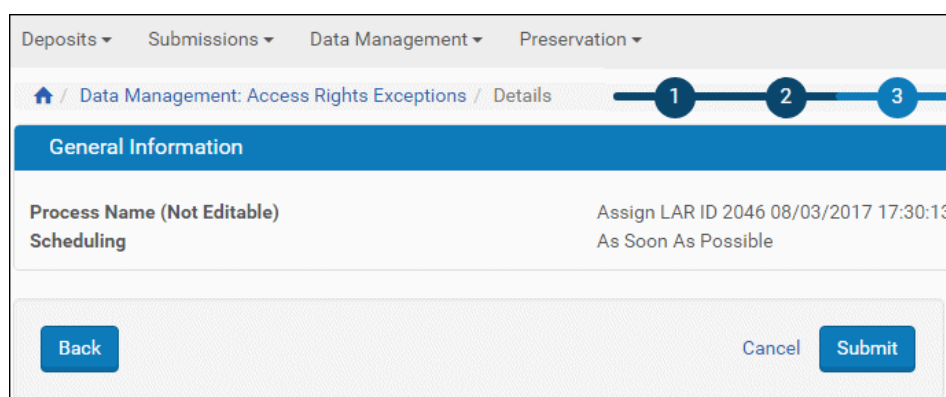 Deposits Submissions Data Management Preservation
/ Data Management: Access Rights Exceptions / Details 1 2 3
General Information
Process Name (Not Editable) Assign LAR ID 2046 08/03/2017 17:30:13
Scheduling As Soon As Possible
Back Cancel Submit